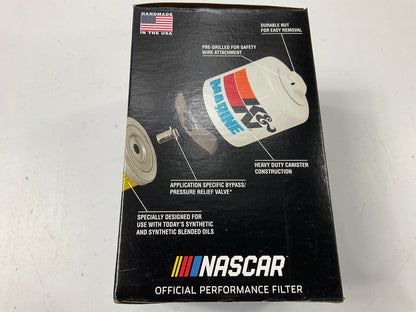 HANDMADE
IN THE USA
DURABLE NUT
FOR EASY REMOVAL
PRE-DRILLED FOR SAFETY
WIRE ATTACHMENT
K&N
MARINE
HEAVY DUTY CANISTER
CONSTRUCTION
APPLICATION SPECIFIC BYPASS/
PRESSURE RELIEF VALVE*
SPECIALLY DESIGNED FOR
USE WITH TODAY'S SYNTHETIC
AND SYNTHETIC BLENDED OILS
NASCAR
OFFICIAL PERFORMANCE FILTER